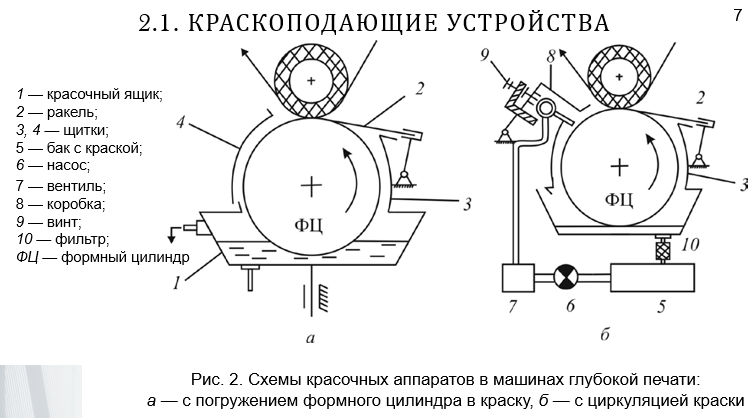 7
2.1. КРАСКОПОДАЮЩИЕ УСТРОЙСТВА
1 — красочный ящик;
2 — ракель;
3, 4 — щитки;
5 — бак с краской;
6 — насос;
7 — вентиль;
8 — коробка;
9 — винт;
10 — фильтр;
ФЦ — формный цилиндр
2
4
ФЦ
3
1
а
9
8
2
3
ФЦ
10
7
6
5
б
Рис. 2. Схемы красочных аппаратов в машинах глубокой печати:
а — с погружением формного цилиндра в краску, б — с циркуляцией краски